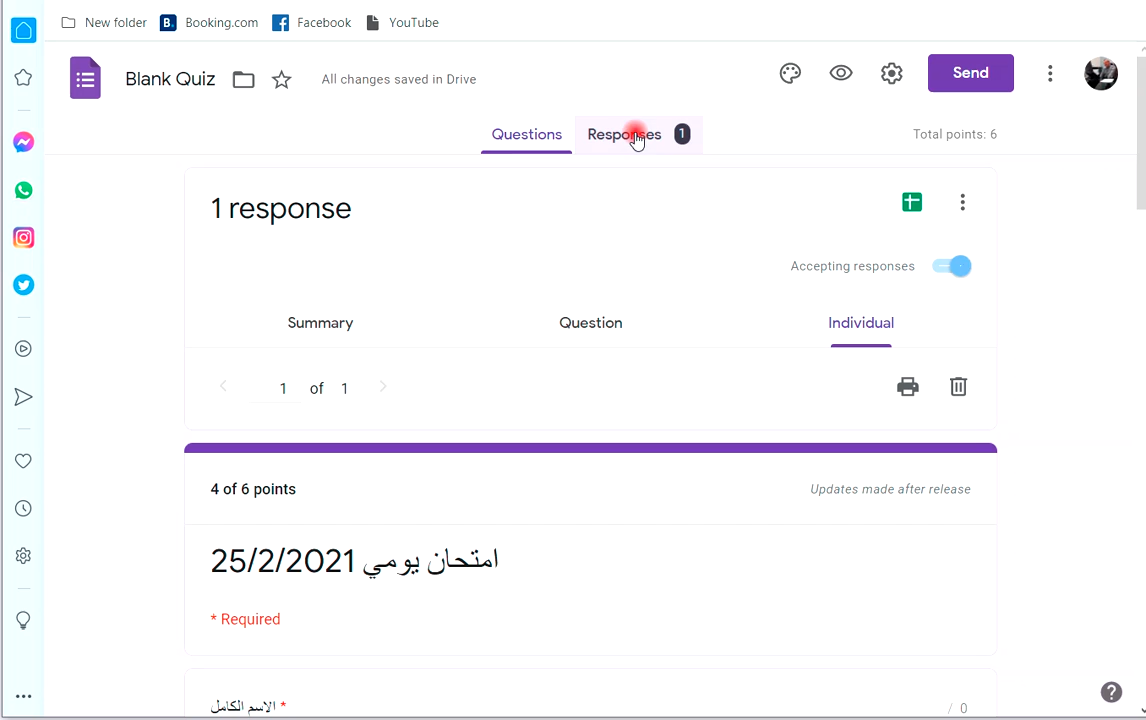 New folder
B.
Booking.com
Facebook
YouTube
Blank Quiz
All changes saved in Drive
Send
Questions
Responses
1
Total points: 6
1 response
Accepting responses
Summary
Question
Individual
1 of 1
4 of 6 points
Updates made after release
امتحان يومي 25/2/2021
* Required
الاسم الكامل *
/ 0